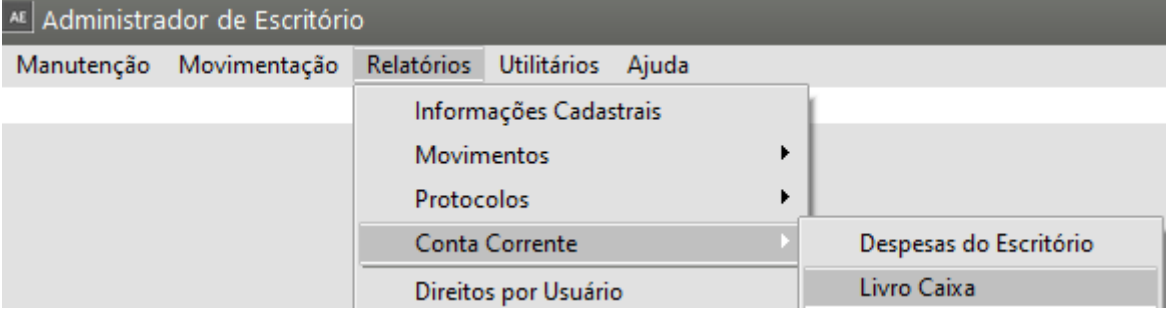 AE Administrador de Escritório
Manutenção Movimentação Relatórios Utilitários Ajuda
Informações Cadastrais
Movimentos
Protocolos
Conta Corrente Despesas do Escritório
Direitos por Usuário Livro Caixa